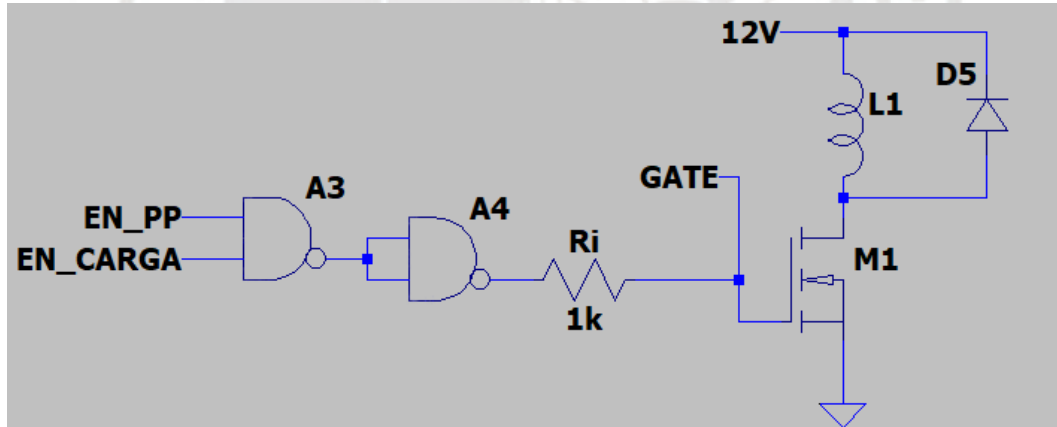 12V
D5
L1
A3
GATE
EN_PP
A4
Ri
EN_CARGA
M1
1k